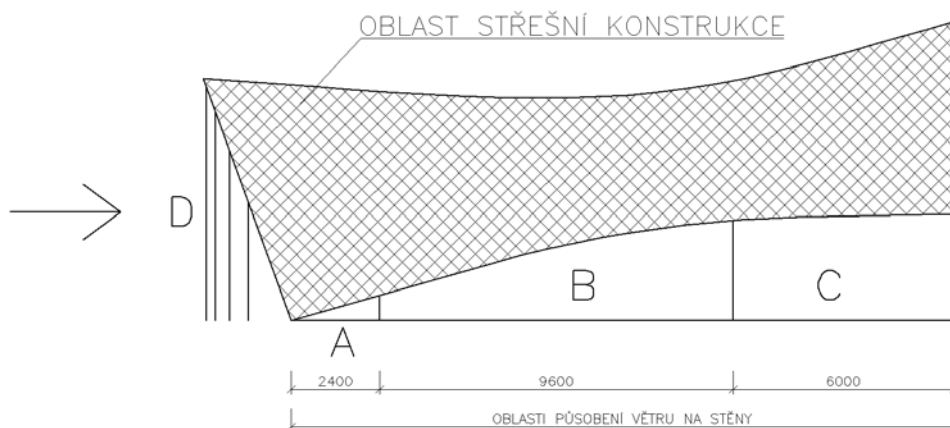 OBLAST STŘEŠNÍ KONSTRUKCE
D
B
C
A
2400
9600
6000
OBLASTI PŮSOBENÍ VĚTRU NA STĚNY